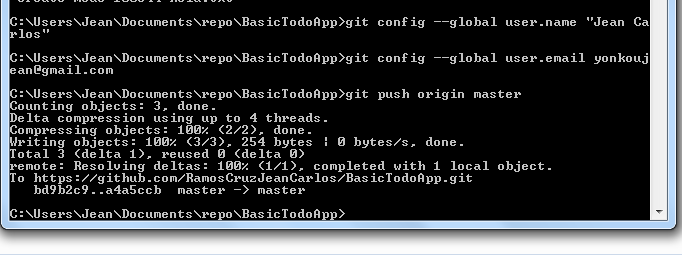 C:\Users\Jean\Documents\repo\BasicTodoApp>git config --global user.name "Jean Ca
rlos"
C:\Users\Jean\Documents\repo\BasicTodoApp>git config --global user.email yonkouj
ean@gmail.com
C:\Users\Jean\Documents\repo\BasicTodoApp>git push origin master
Counting objects: 3, done.
Delta compression using up to 4 threads.
Compressing objects: 100% (2/2), done.
Writing objects: 100% (3/3), 254 bytes | 0 bytes/s, done.
Total 3 (delta 1), reused 0 (delta 0)
remote: Resolving deltas: 100% (1/1), completed with 1 local object.
To https://github.com/RamosCruzJeanCarlos/BasicTodoApp.git
bd9b2c9..a4a5ccb master -> master
C:\Users\Jean\Documents\repo\BasicTodoApp>